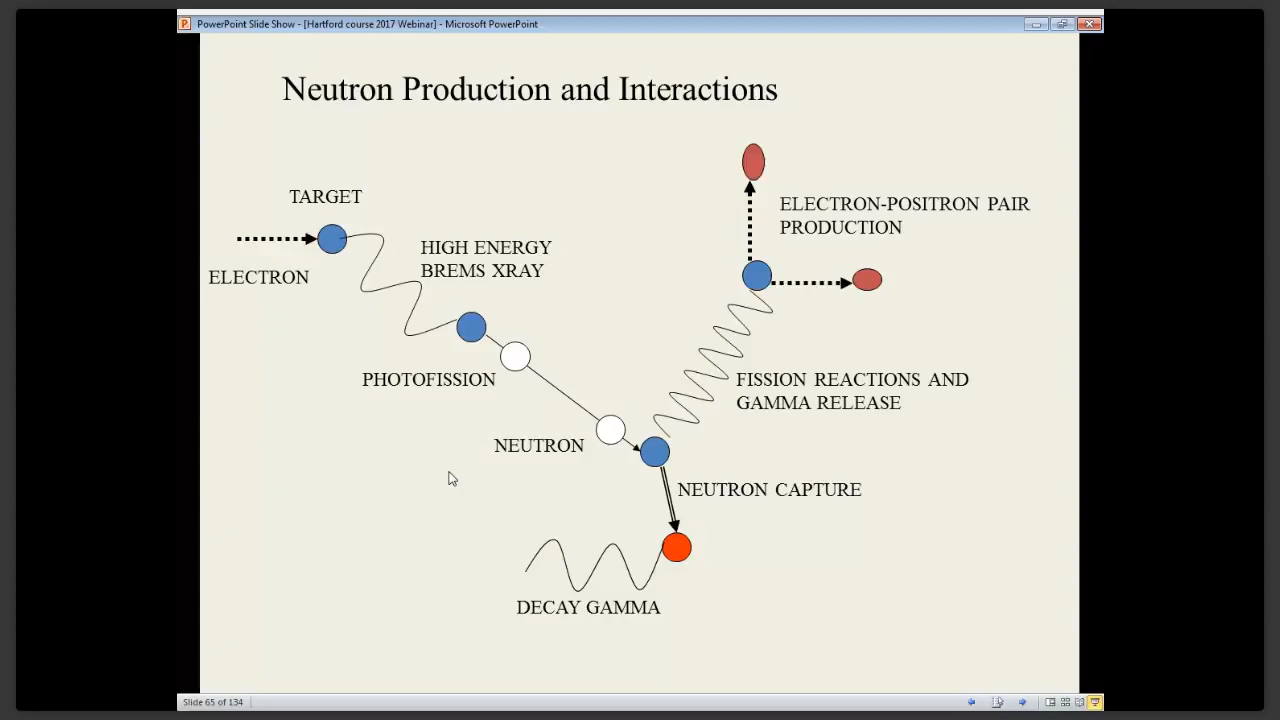 PowerPoint Slide Show - [Hartford course 2017 Webinar] - Microsoft PowerPoint
Neutron Production and Interactions
TARGET
ELECTRON
HIGH ENERGY
BREMS XRAY
ELECTRON-POSITRON PAIR
PRODUCTION
PHOTOFISSION
FISSION REACTIONS AND
GAMMA RELEASE
NEUTRON
NEUTRON CAPTURE
DECAY GAMMA
Slide 65 of 134